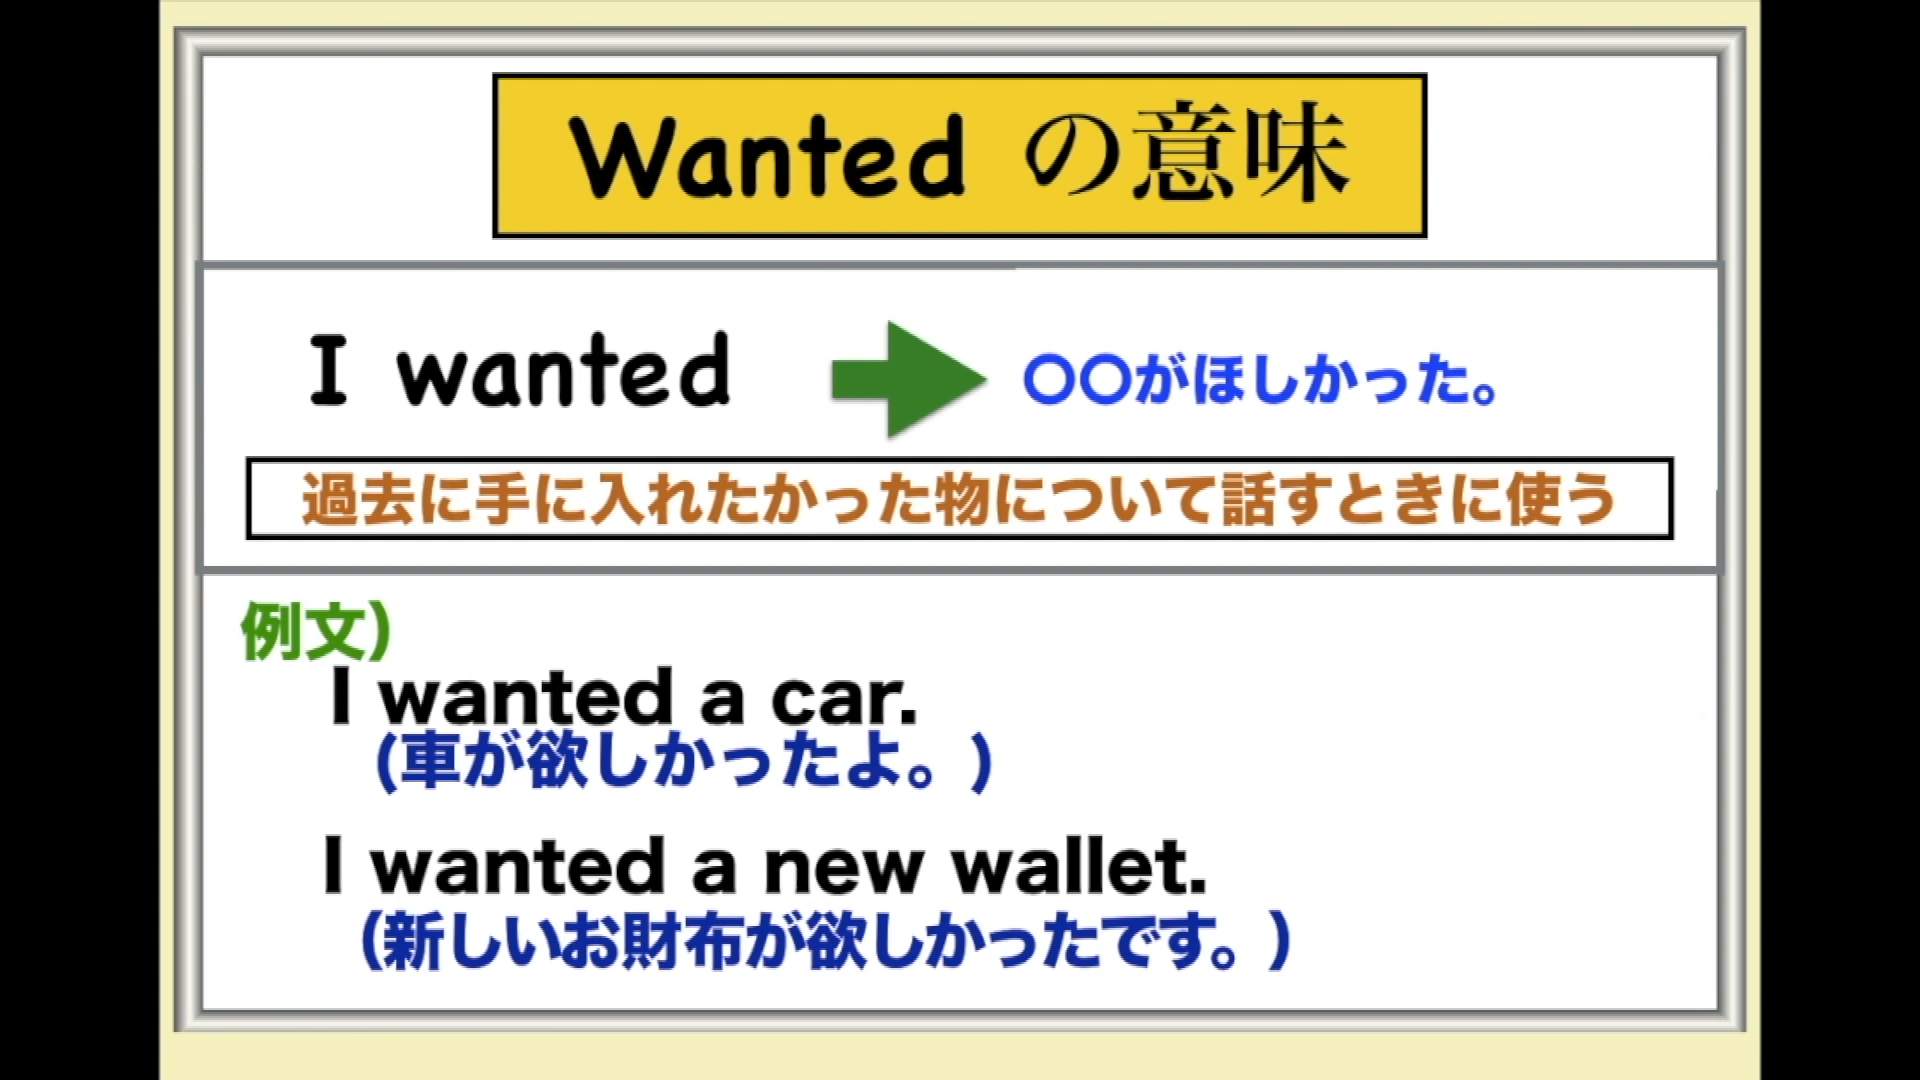 Wanted の意味
I wanted 〇〇がほしかった。
過去に手に入れたかった物について話すときに使う
例文)
I wanted a car.
(車が欲しかったよ。)
I wanted a new wallet.
(新しいお財布が欲しかったです。)